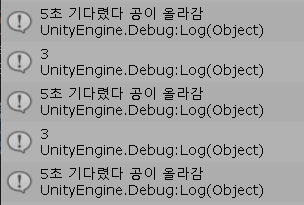 5초 기다렸다 공이 올라감
UnityEngine.Debug:Log(Object)
3
UnityEngine.Debug:Log(Object)
5초 기다렸다 공이 올라감
UnityEngine.Debug:Log(Object)
3
UnityEngine.Debug:Log(Object)
5초 기다렸다 공이 올라감
UnityEngine.Debug:Log(Object)